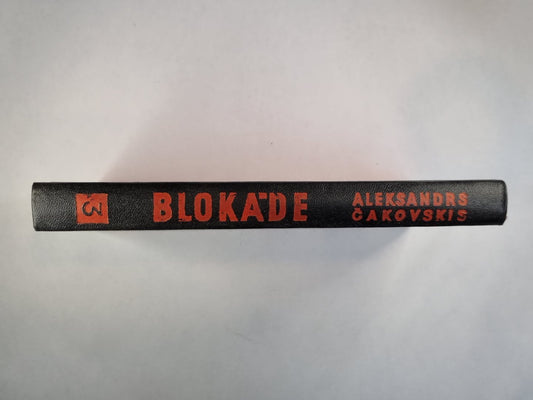 3
BLOKĀDE
ALEKSANDRS
ČAKOVSKIS